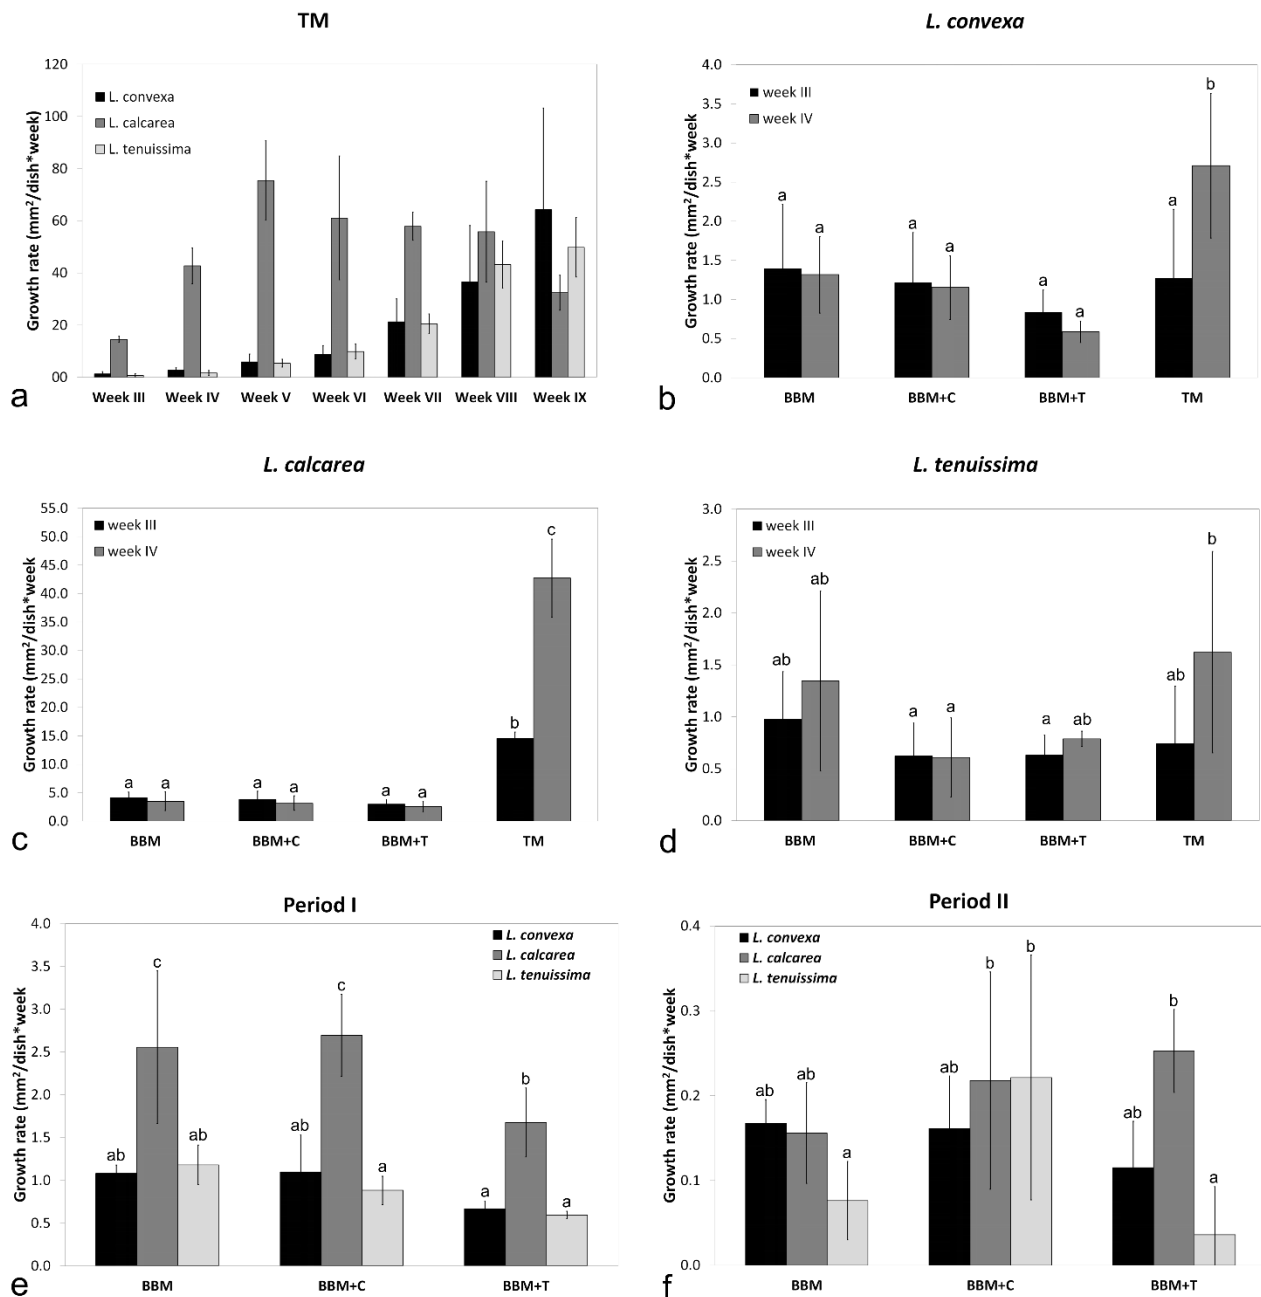 TM
120
100
80
60
40
20
00
Growth rate (mm²/dish*week)
L. convexa
L. calcarea
L. tenuissima
Week III Week IV Week V Week VI Week VII Week VIII Week IX
a
L. convexa
4.0
3.5
3.0
2.5
2.0
1.5
1.0
0.5
0.0
Growth rate (mm²/dish*week
week III
week IV
a a a a a a a b
BBM BBM+C BBM+T TM
b
L. calcarea
55.0
50.0
45.0
40.0
35.0
30.0
25.0
20.0
15.0
10.0
5.0
0.0
Growth rate (mm²/dish*week
week III
week IV
a a a a a a b c
BBM BBM+C BBM+T TM
c
L. tenuissima
3.0
2.5
2.0
1.5
1.0
0.5
0.0
Growth rate (mm²/dish*week
week III
week IV
ab ab a a a ab ab b
BBM BBM+C BBM+T TM
d
Period I
4.0
3.5
3.0
2.5
2.0
1.5
1.0
0.5
0.0
Growth rate (mm²/dish*week
L. convexa
L. calcarea
L. tenuissima
ab c ab ab c a a b a
BBM BBM+C BBM+T
e
Period II
0.4
0.3
0.2
0.1
0.0
Growth rate (mm²/dish*week
L. convexa
L. calcarea
L. tenuissima
ab ab a ab b b ab b a
BBM BBM+C BBM+T
f